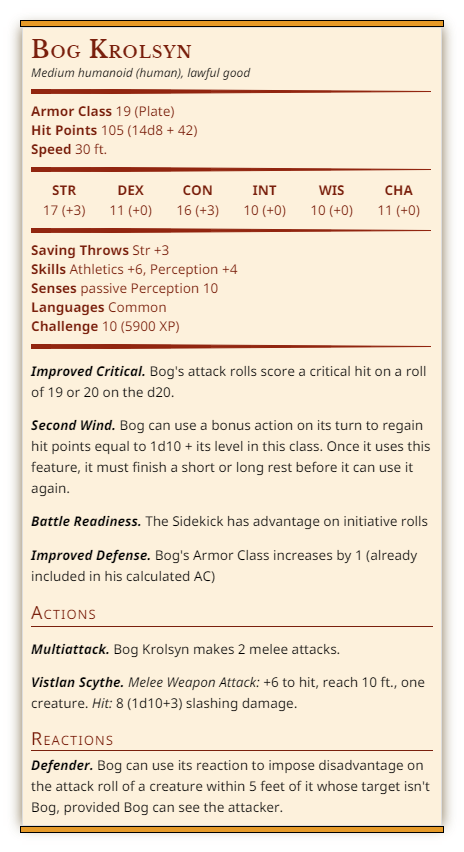 Bog Krolsyn
Medium humanoid (human), lawful good
Armor Class 19 (Plate)
Hit Points 105 (14d8 + 42)
Speed 30 ft.
STR DEX CON INT WIS CHA
17 (+3) 11 (+0) 16 (+3) 10 (+0) 10 (+0) 11 (+0)
Saving Throws Str +3
Skills Athletics +6, Perception +4
Senses passive Perception 10
Languages Common
Challenge 10 (5900 XP)
Improved Critical. Bog's attack rolls score a critical hit on a roll
of 19 or 20 on the d20.
Second Wind. Bog can use a bonus action on its turn to regain
hit points equal to 1d10 + its level in this class. Once it uses this
feature, it must finish a short or long rest before it can use it
again.
Battle Readiness. The Sidekick has advantage on initiative rolls
Improved Defense. Bog's Armor Class increases by 1 (already
included in his calculated AC)
Actions
Multiattack. Bog Krolsyn makes 2 melee attacks.
Vistlan Scythe. Melee Weapon Attack: +6 to hit, reach 10 ft., one
creature. Hit: 8 (1d10+3) slashing damage.
Reactions
Defender. Bog can use its reaction to impose disadvantage on
the attack roll of a creature within 5 feet of it whose target isn't
Bog, provided Bog can see the attacker.